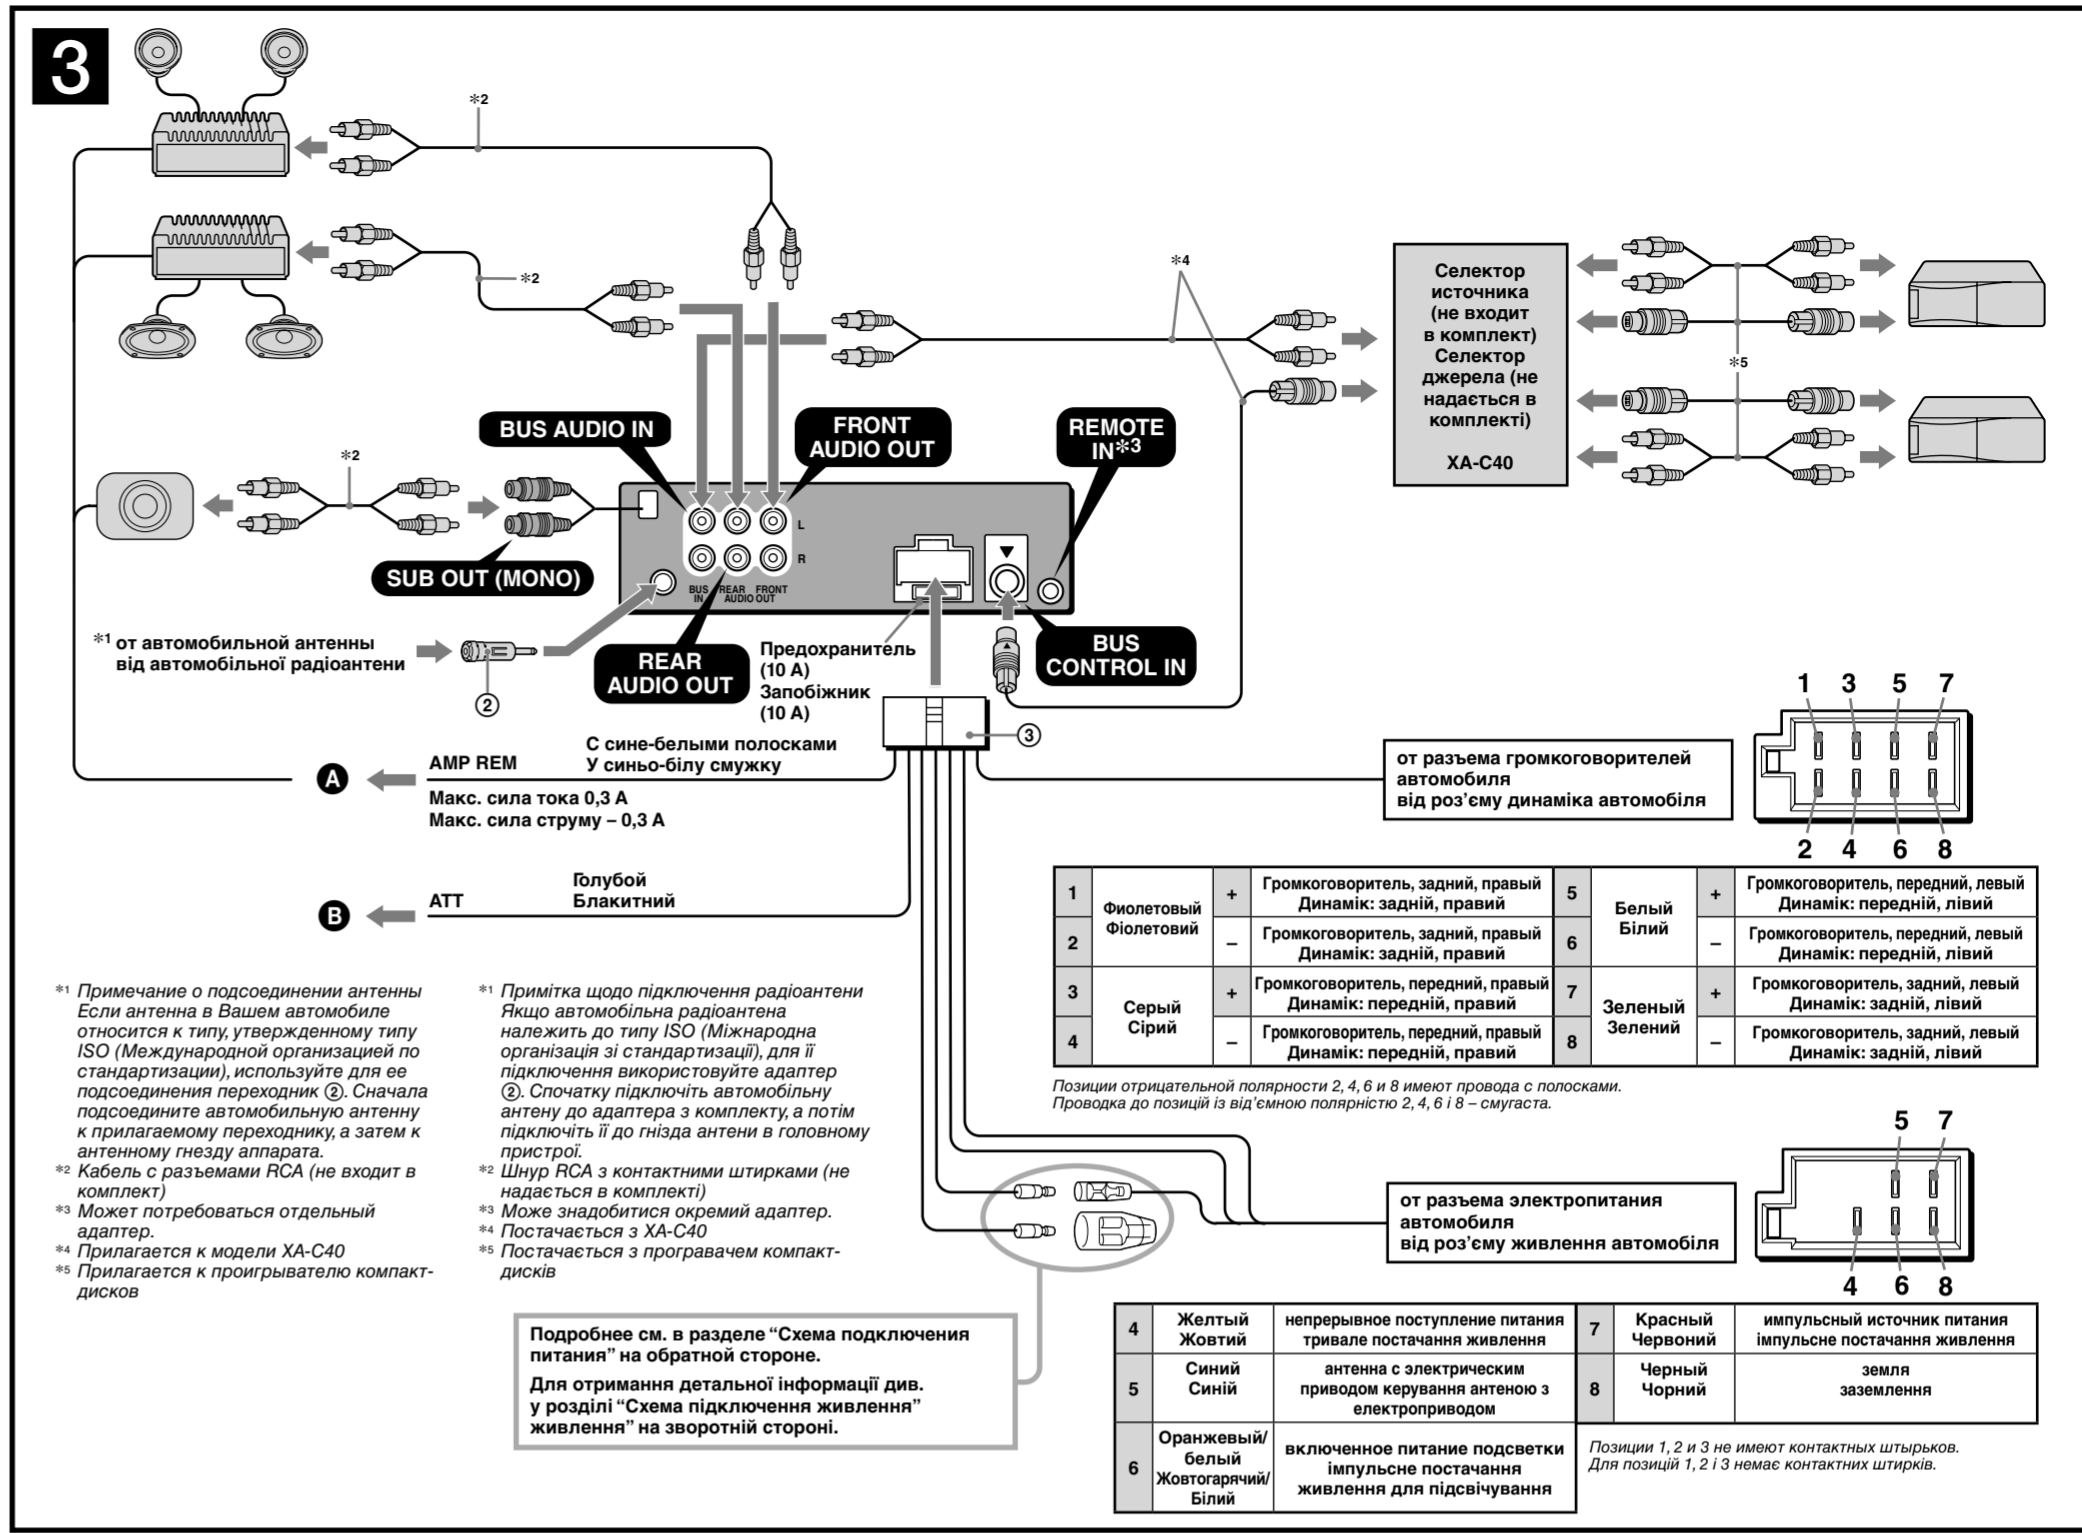 3
*2
*2
*4
Селектор
источника
(не входит
в комплект)
Селектор
джерела (не
надається в
комплекті)
XA-C40
*5
BUS AUDIO IN
FRONT
AUDIO OUT
REMOTE
IN*3
*2
L
R
SUB OUT (MONO)
BUS
IN
REAR
FRONT
AUDIO OUT
*1 от автомобильной антенны
від автомобільної радіоантени
②
REAR
AUDIO OUT
Предохранитель
(10 A)
Запобіжник
(10 A)
BUS
CONTROL IN
③
С сине-белыми полосками
У синьо-білу смужку
A
AMP REM
Макс. сила тока 0,3 A
Макс. сила струму – 0,3 A
от разъема громкоговорителей
автомобиля
від роз’єму динаміка автомобіля
1 3 5 7
2 4 6 8
Голубой
Блакитний
B
ATT
1
Фиолетовый
Фіолетовий
+
Громкоговоритель, задний, правый
Динамік: задній, правий
2
–
Громкоговоритель, задний, правый
Динамік: задній, правий
3
Серый
Сірий
+
Громкоговоритель, передний, правый
Динамік: передній, правий
4
–
Громкоговоритель, передний, правый
Динамік: передній, правий
5
Белый
Білий
+
Громкоговоритель, передний, левый
Динамік: передній, лівий
6
–
Громкоговоритель, передний, левый
Динамік: передній, лівий
7
Зеленый
Зелений
+
Громкоговоритель, задний, левый
Динамік: задній, лівий
8
–
Громкоговоритель, задний, левый
Динамік: задній, лівий
Позиции отрицательной полярности 2, 4, 6 и 8 имеют провода с полосками.
Проводка до позицій із від’ємною полярністю 2, 4, 6 і 8 – смугаста.
*1 Примечание о подсоединении антенны
Если антенна в Вашем автомобиле
относится к типу, утвержденному типу
ISO (Международной организацией по
стандартизации), используйте для ее
подсоединения переходник ②. Сначала
подсоедините автомобильную антенну
к прилагаемому переходнику, а затем к
антенному гнезду аппарата.
*2 Кабель с разъемами RCA (не входит в
комплект)
*3 Может потребоваться отдельный
адаптер.
*4 Прилагается к модели XA-C40
*5 Прилагается к проигрывателю компакт-
дисков
*1 Примітка щодо підключення радіоантени
Якщо автомобільна радіоантена
належить до типу ISO (Міжнародна
організація зі стандартизації), для її
підключення використовуйте адаптер
②. Спочатку підключіть автомобільну
антену до адаптера з комплекту, а потім
підключіть її до гнізда антени в головному
пристрої.
*2 Шнур RCA з контактними штирками (не
надається в комплекті)
*3 Може знадобитися окремий адаптер.
*4 Постачається з XA-C40
*5 Постачається з програвачем компакт-
дисків
5 7
4 6 8
от разъема электропитания
автомобиля
від роз’єму живлення автомобіля
Подробнее см. в разделе “Схема подключения
питания” на обратной стороне.
Для отримання детальної інформації див.
у розділі “Схема підключення живлення”
живлення” на зворотній стороні.
4
Желтый
Жовтий
непрерывное поступление питания
тривале постачання живлення
5
Синий
Синій
антенна с электрическим
приводом керування антеною з
електроприводом
6
Оранжевый/
белый
Жовтогарячий/
Білий
включенное питание подсветки
імпульсне постачання
живлення для підсвічування
7
Красный
Червоний
импульсный источник питания
імпульсне постачання живлення
8
Черный
Чорний
земля
заземлення
Позиции 1, 2 и 3 не имеют контактных штырьков.
Для позицій 1, 2 і 3 немає контактних штирків.